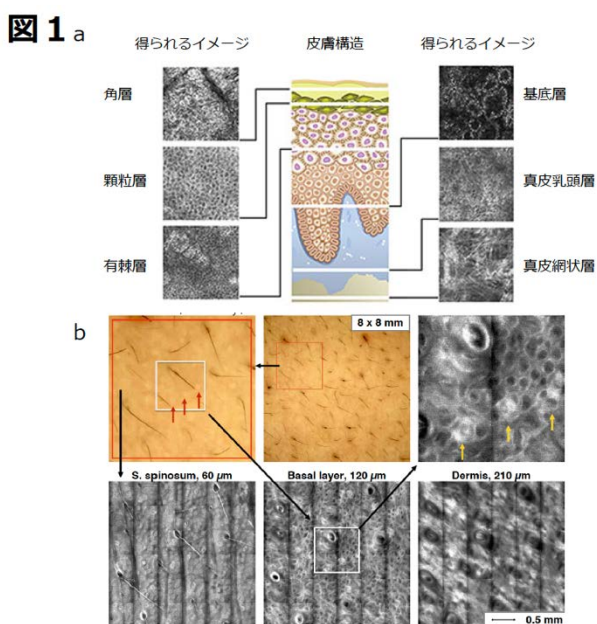 図1 a
得られるイメージ
皮膚構造
得られるイメージ
角層
顆粒層
有棘層
基底層
真皮乳頭層
真皮網状層
b
8 x 8 mm
S. spinosum, 60 μm
Basal layer, 120 μm
Dermis, 210 μm
0.5 mm